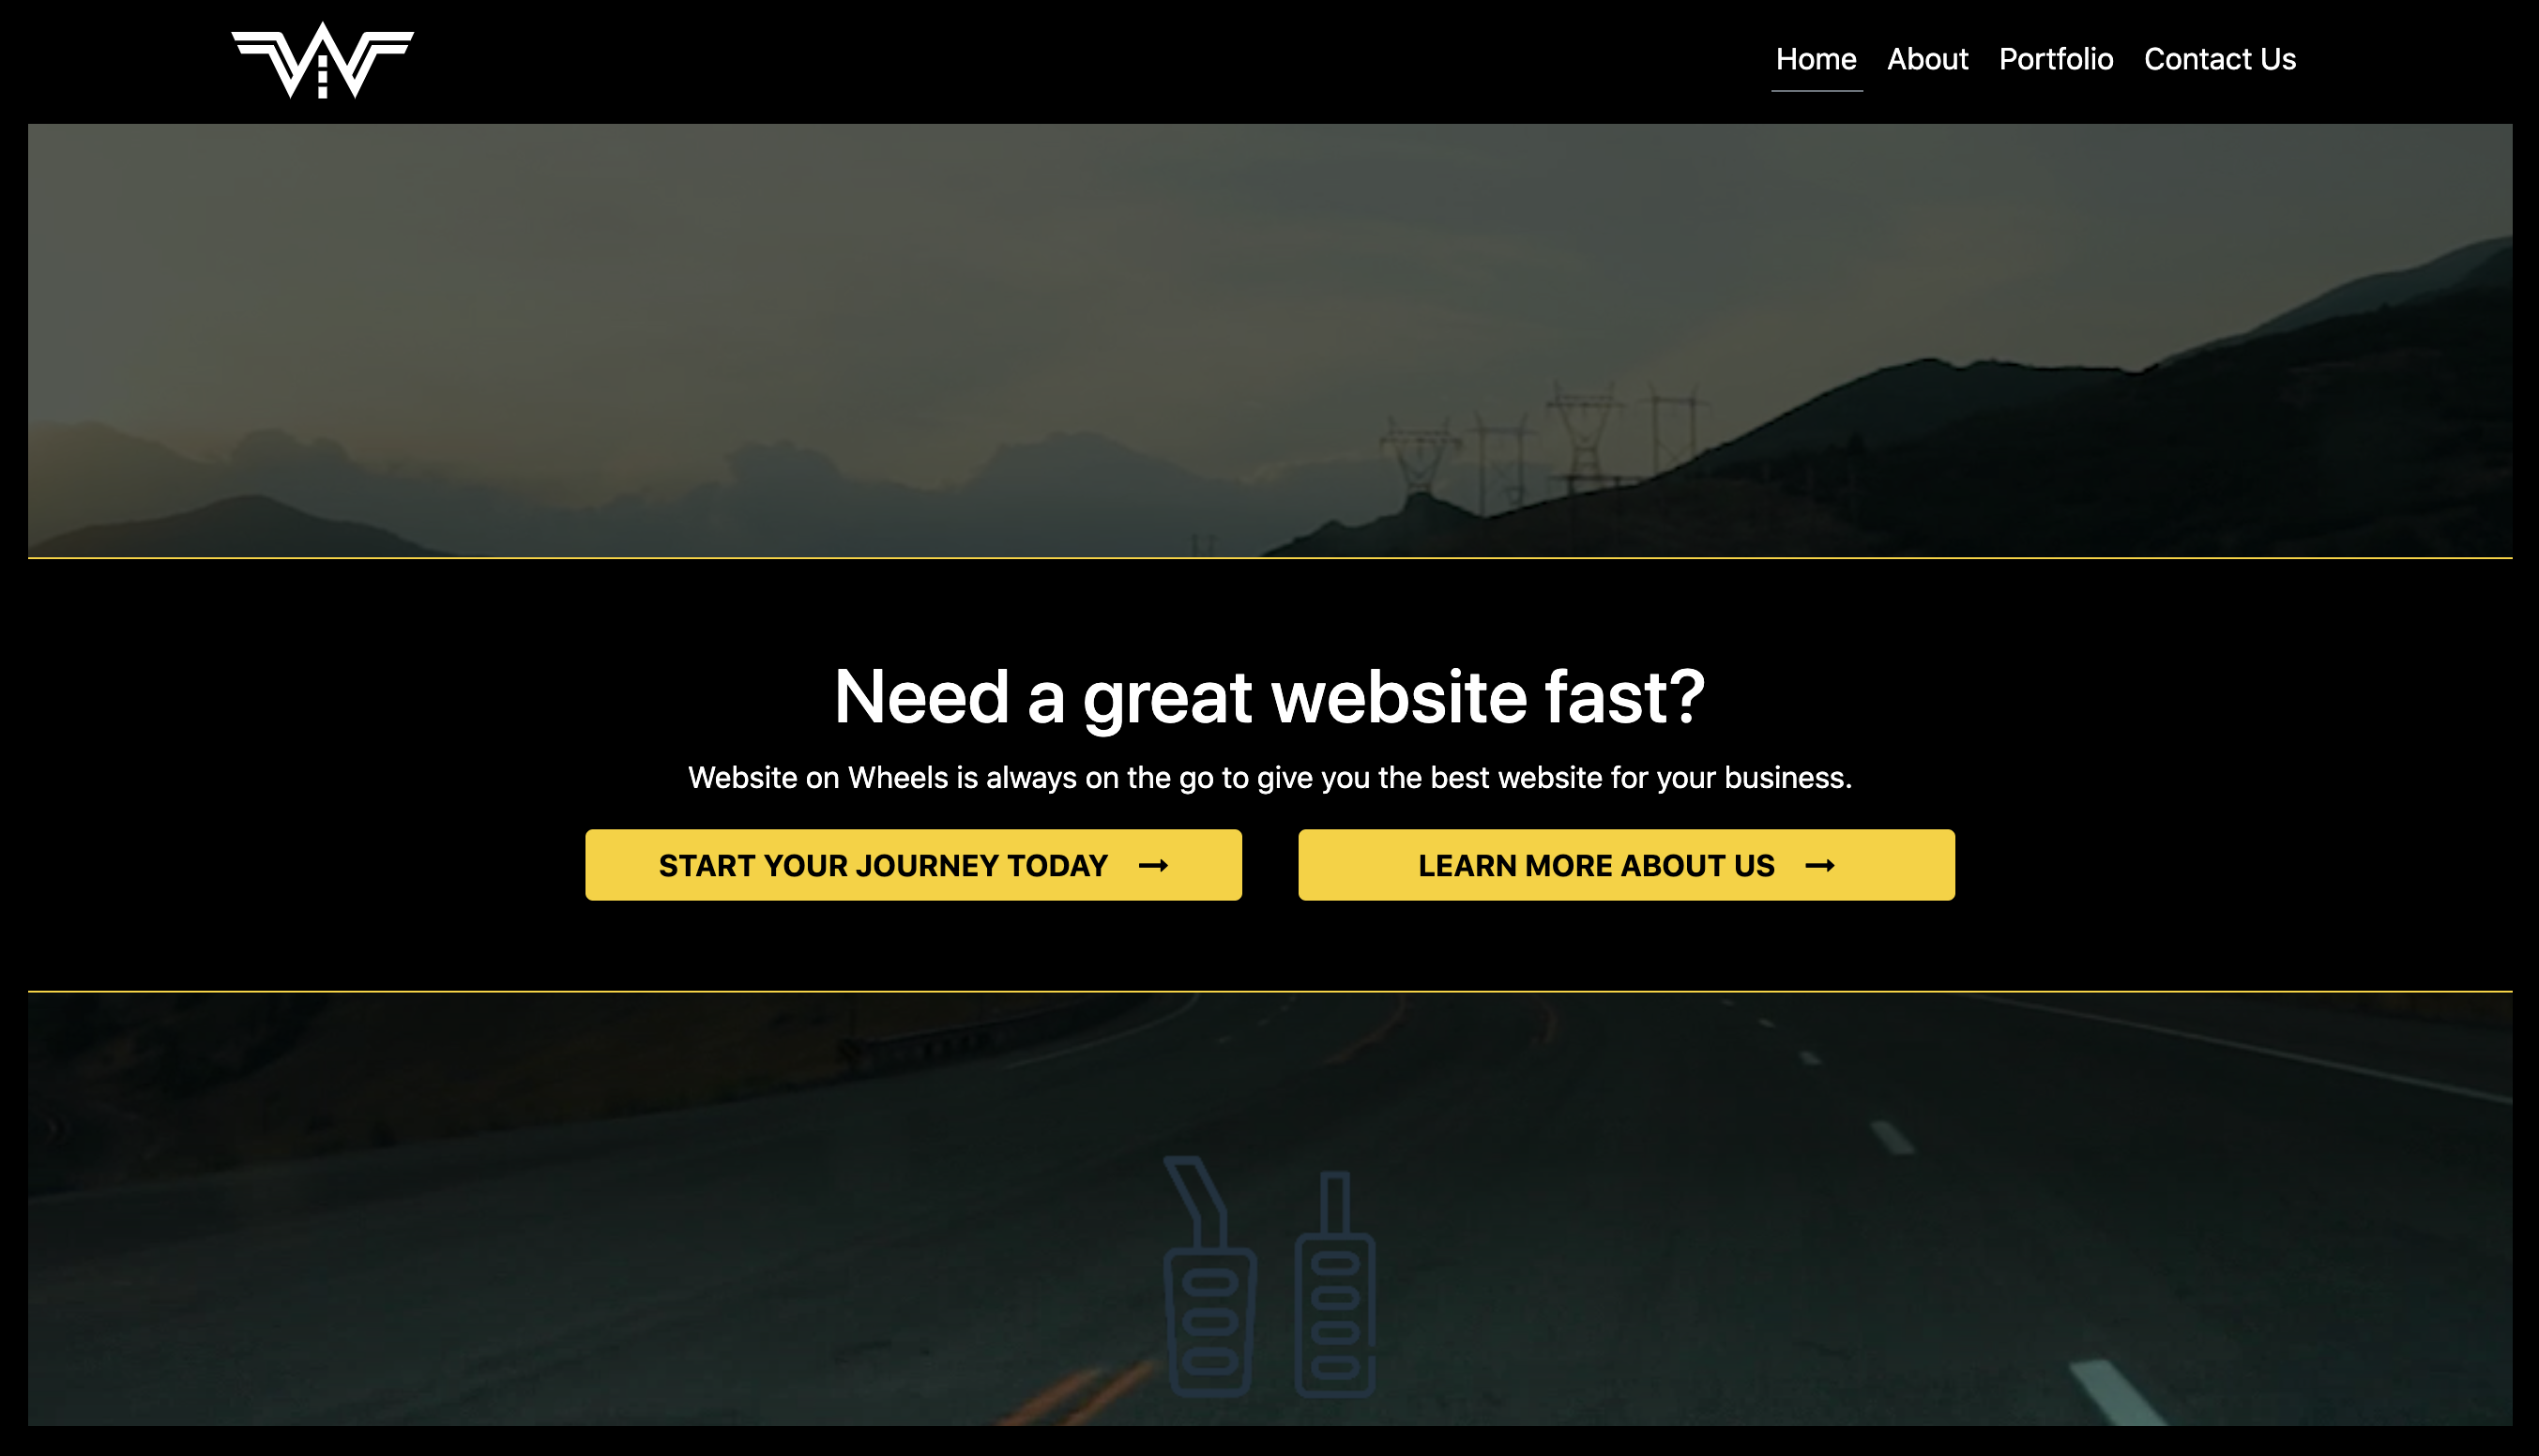 Home About Portfolio Contact Us
Need a great website fast?
Website on Wheels is always on the go to give you the best website for your business.
START YOUR JOURNEY TODAY → LEARN MORE ABOUT US →